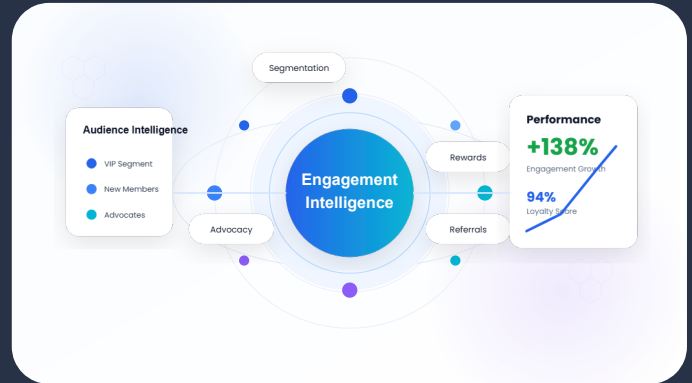 Segmentation
Audience Intelligence
VIP Segment
New Members
Advocates
Engagement
Intelligence
Advocacy
Rewards
Referrals
Performance
+138%
Engagement Growth
94%
Loyalty Score